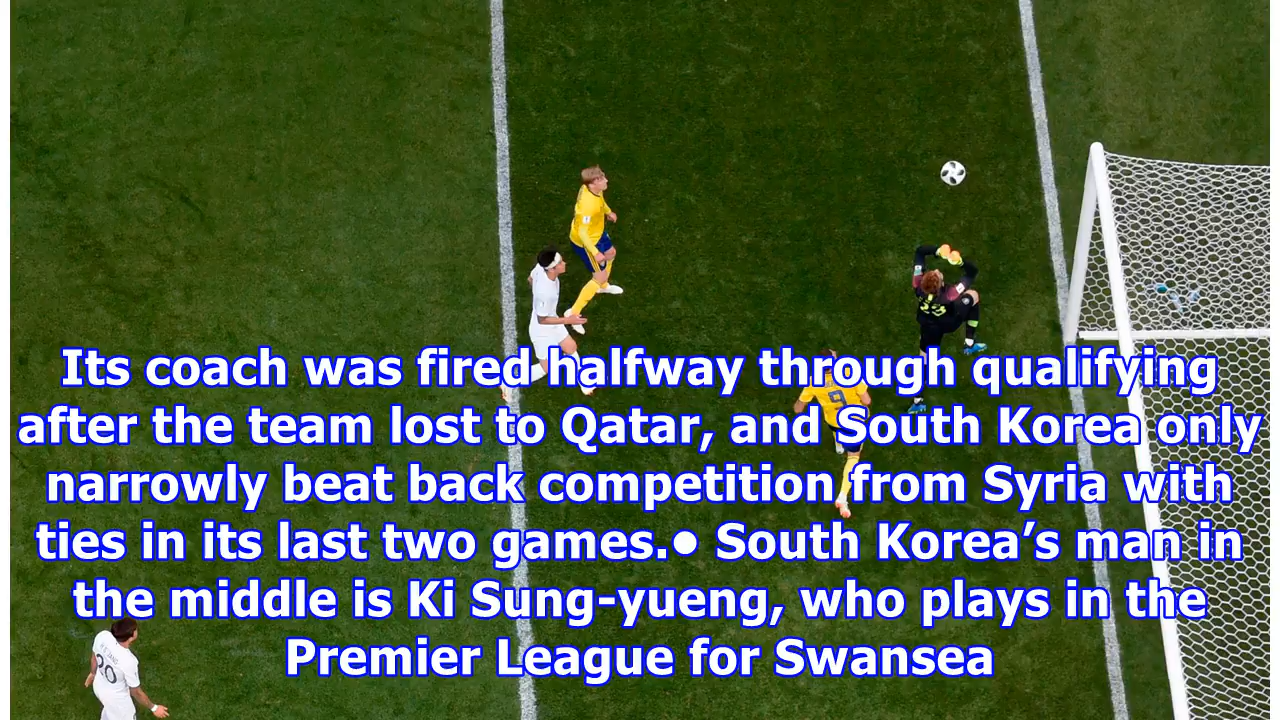 Its coach was fired halfway through qualifying
after the team lost to Qatar, and South Korea only
narrowly beat back competition from Syria with
ties in its last two games.● South Korea’s man in
the middle is Ki Sung-yueng, who plays in the
Premier League for Swansea
9
20